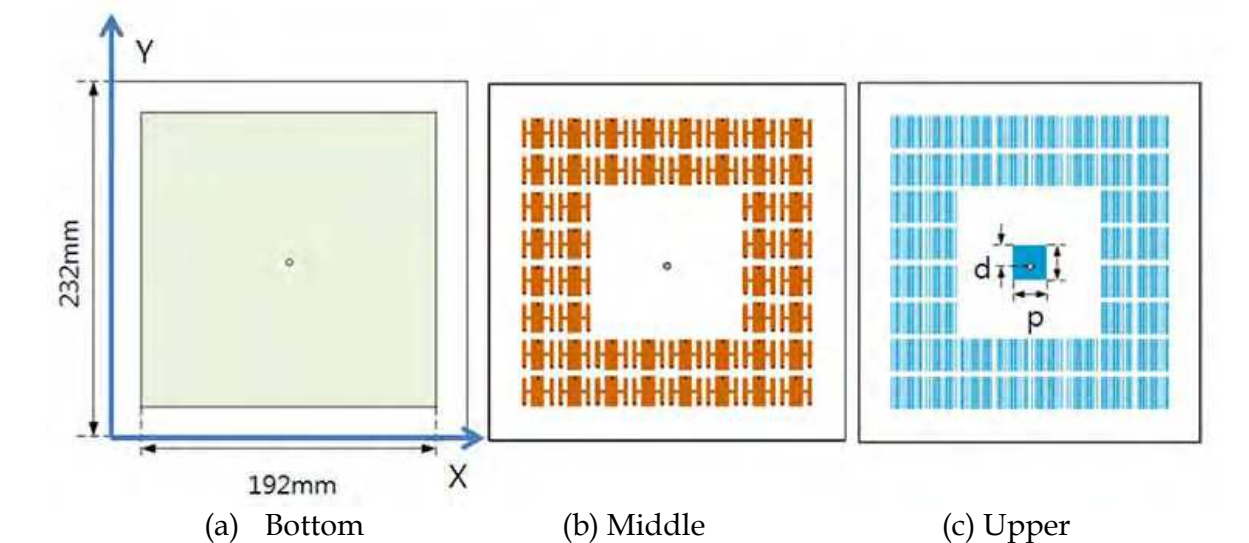 Y
232mm
192mm
X
d
p
(a) Bottom
(b) Middle
(c) Upper